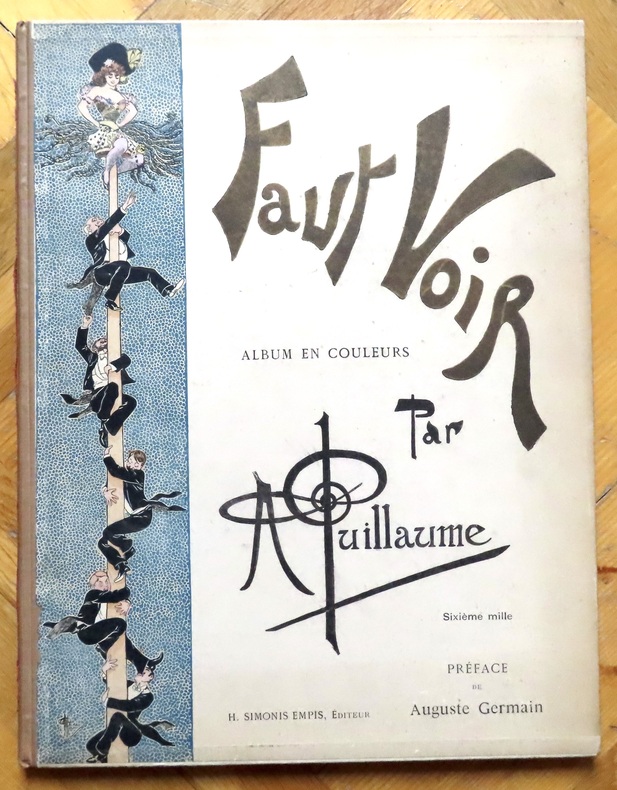 Faut Voir
ALBUM EN COULEURS
Par
A Guillaume
Sixième mille
PRÉFACE
DE
Auguste Germain
H. SIMONIS EMPIS, ÉDITEUR